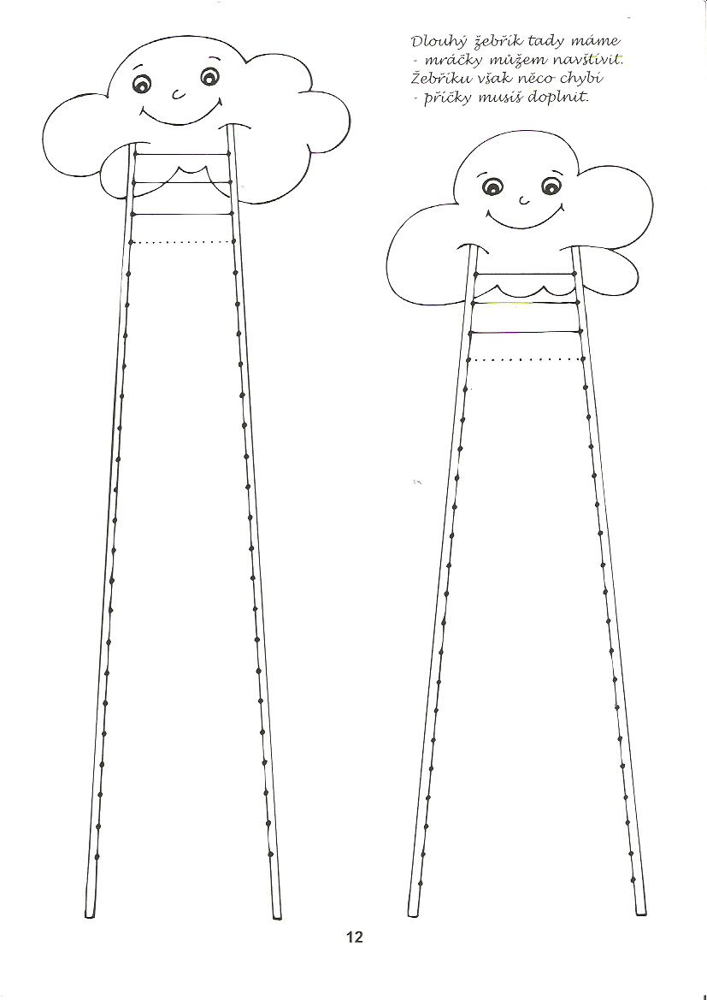 Dlouhý žebřík tady máme
- mráčky můžem navštívit.
Žebříku však něco chybí
- příčky musíš doplnit.
12